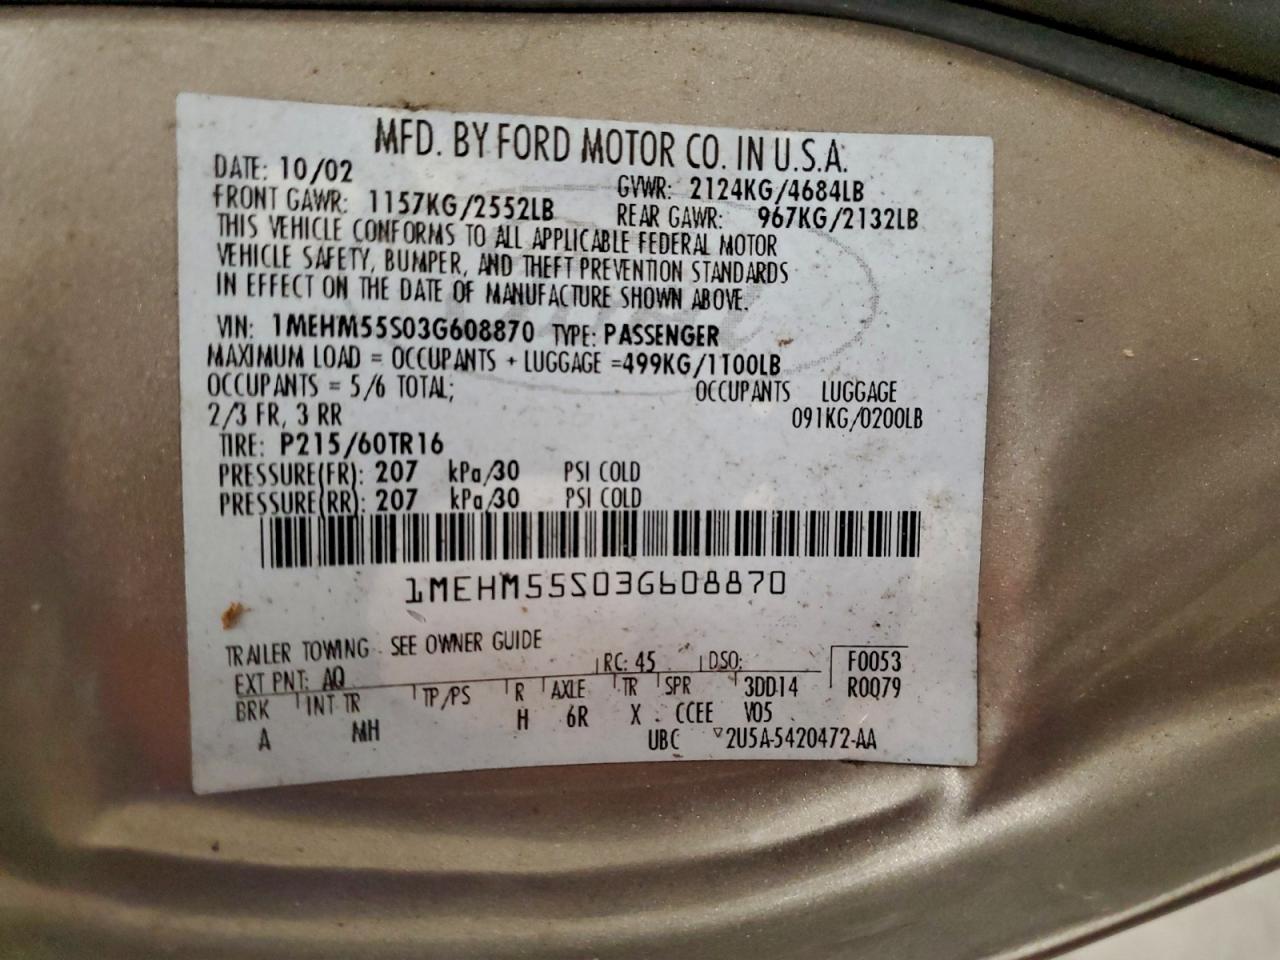 MFD. BY FORD MOTOR CO. IN U.S.A.
DATE: 10/02 GVWR: 2124KG/4684LB
FRONT GAWR: 1157KG/2552LB REAR GAWR: 967KG/2132LB
THIS VEHICLE CONFORMS TO ALL APPLICABLE FEDERAL MOTOR
VEHICLE SAFETY, BUMPER, AND THEFT PREVENTION STANDARDS
IN EFFECT ON THE DATE OF MANUFACTURE SHOWN ABOVE.
VIN: 1MEHM55S03G608870 TYPE: PASSENGER
MAXIMUM LOAD = OCCUPANTS + LUGGAGE =499KG/1100LB
OCCUPANTS = 5/6 TOTAL; OCCUPANTS LUGGAGE
2/3 FR, 3 RR 091KG/0200LB
TIRE: P215/60TR16
PRESSURE(FR): 207 kPa/30 PSI COLD
PRESSURE(RR): 207 kPa/30 PSI COLD
1MEHM55S03G608870
TRAILER TOWING - SEE OWNER GUIDE
EXT PNT: AQ RC: 45 DSO: F0053
BRK INT TR TP/PS R AXLE TR SPR 3DD14 R0Q79
A MH H 6R X CCEE V05
UBC ▽2U5A-5420472-AA